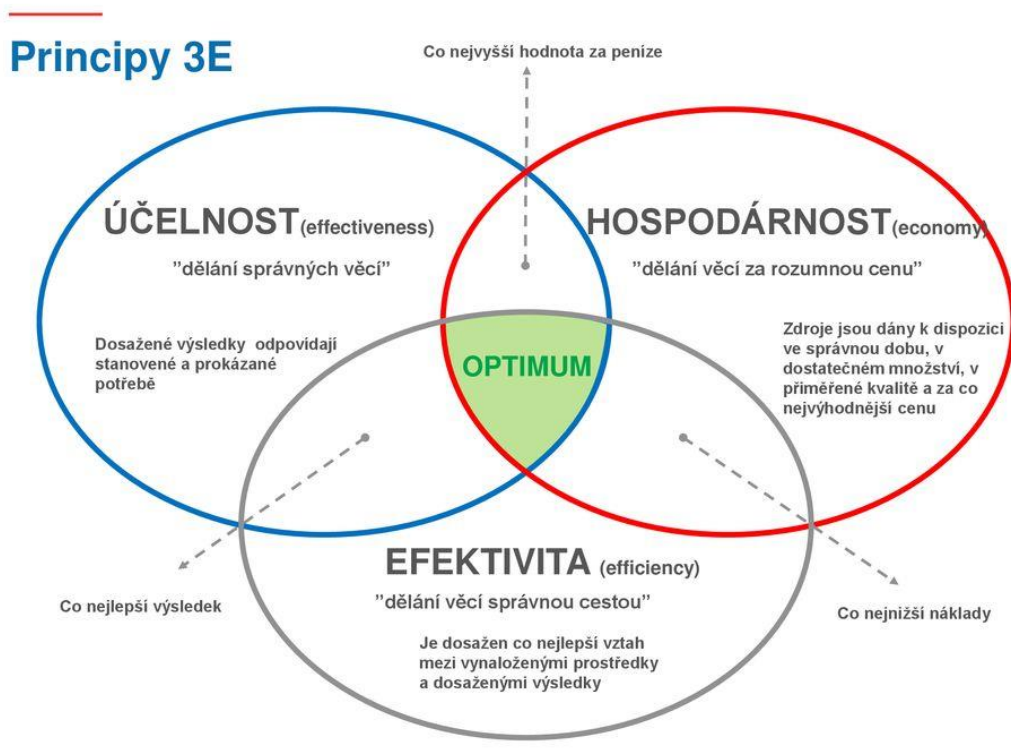 Principy 3E
Co nejvyšší hodnota za peníze
ÚČELNOST(effectiveness)
”dělání správných věcí”
Dosažené výsledky odpovídají
stanovené a prokázané
potřebě
HOSPODÁRNOST(economy)
”dělání věcí za rozumnou cenu”
Zdroje jsou dány k dispozici
ve správnou dobu, v
dostatečném množství, v
přiměřené kvalitě a za co
nejvýhodnější cenu
OPTIMUM
EFEKTIVITA (efficiency)
”dělání věcí správnou cestou”
Je dosažen co nejlepší vztah
mezi vynaloženými prostředky
a dosaženými výsledky
Co nejlepší výsledek
Co nejnižší náklady